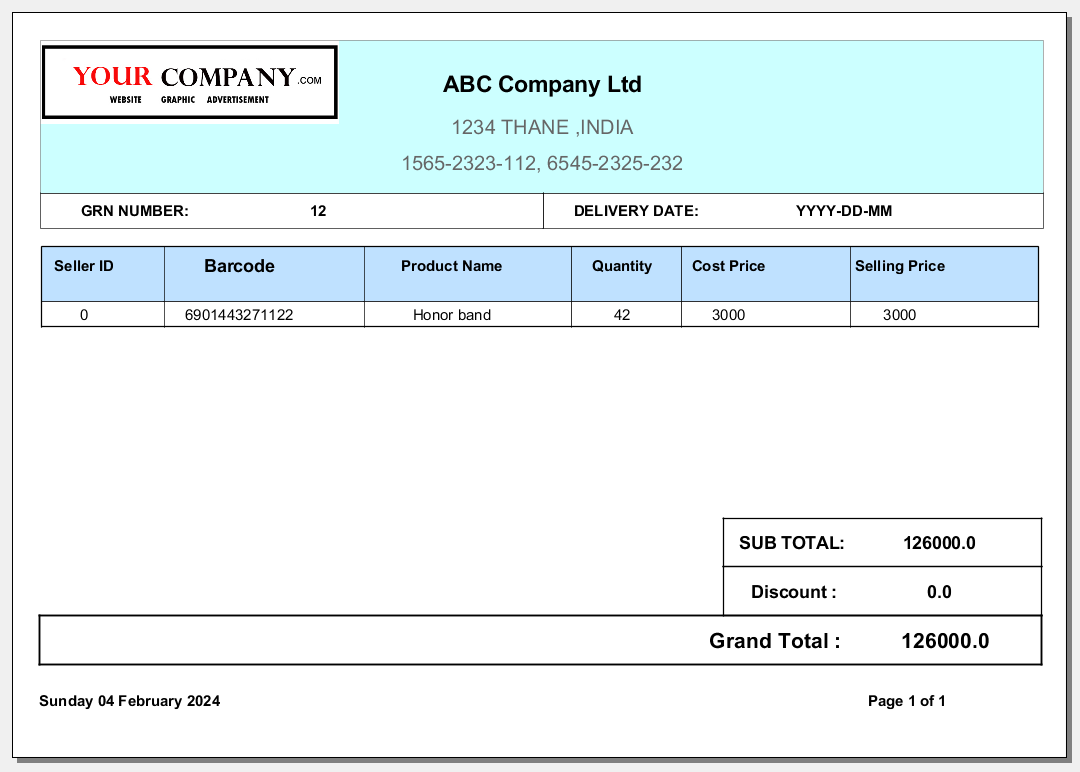 YOUR COMPANY.COM
WEBSITE GRAPHIC ADVERTISEMENT
ABC Company Ltd
1234 THANE ,INDIA
1565-2323-112, 6545-2325-232
GRN NUMBER: 12 DELIVERY DATE: YYYY-DD-MM
Seller ID Barcode Product Name Quantity Cost Price Selling Price
0 6901443271122 Honor band 42 3000 3000
SUB TOTAL: 126000.0
Discount : 0.0
Grand Total : 126000.0
Sunday 04 February 2024 Page 1 of 1